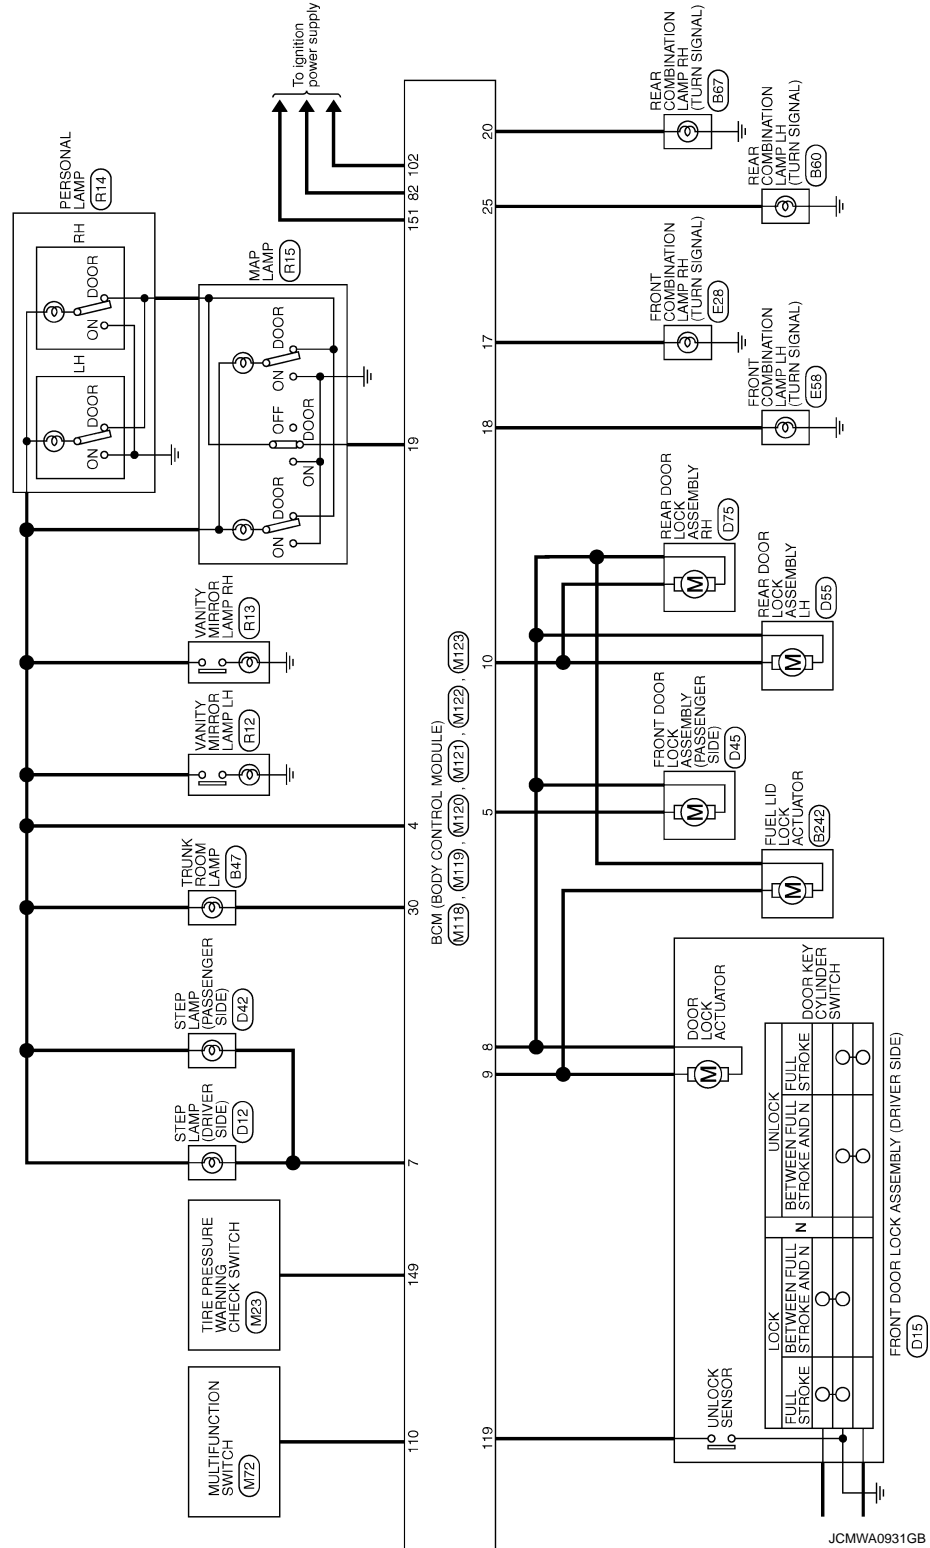 MULTIFUNCTION
SWITCH
M72
TIRE PRESSURE
WARNING
CHECK SWITCH
M23
STEP
LAMP
(DRIVER
SIDE)
D12
STEP
LAMP
(PASSENGER
SIDE)
D42
TRUNK
ROOM
LAMP
B47
VANITY
MIRROR
LAMP LH
R12
VANITY
MIRROR
LAMP RH
R13
PERSONAL
LAMP
R14
LH
ON
DOOR
RH
ON
DOOR
MAP
LAMP
R15
ON
DOOR
ON
OFF
DOOR
ON
DOOR
To ignition
power supply
110
149
7
30
4
19
151
82
102
BCM (BODY CONTROL MODULE)
M118 , M119 , M120 , M121 , M122 , M123
119
9
8
5
10
18
17
25
20
UNLOCK
SENSOR
DOOR
LOCK
ACTUATOR
LOCK
N
UNLOCK
FULL
STROKE
BETWEEN FULL
STROKE AND N
BETWEEN FULL
STROKE AND N
FULL
STROKE
DOOR KEY
CYLINDER
SWITCH
FRONT DOOR LOCK ASSEMBLY (DRIVER SIDE)
D15
M
FUEL LID
LOCK
ACTUATOR
B242
M
FRONT DOOR
LOCK
ASSEMBLY
(PASSENGER
SIDE)
D45
M
REAR DOOR
LOCK
ASSEMBLY
LH
D55
M
REAR DOOR
LOCK
ASSEMBLY
RH
D75
M
FRONT
COMBINATION
LAMP LH
(TURN SIGNAL)
E58
FRONT
COMBINATION
LAMP RH
(TURN SIGNAL)
E28
REAR
COMBINATION
LAMP LH
(TURN SIGNAL)
B60
REAR
COMBINATION
LAMP RH
(TURN SIGNAL)
B67
JCMWA0931GB